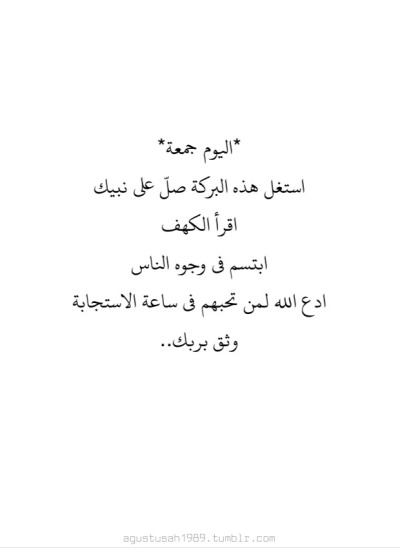 *اليوم جمعة*
استغل هذه البركة صلّ على نبيك
اقرأ الكهف
ابتسم فى وجوه الناس
ادع الله لمن تحبهم فى ساعة الاستجابة
وثق بربك..
agustusah1989.tumblr.com